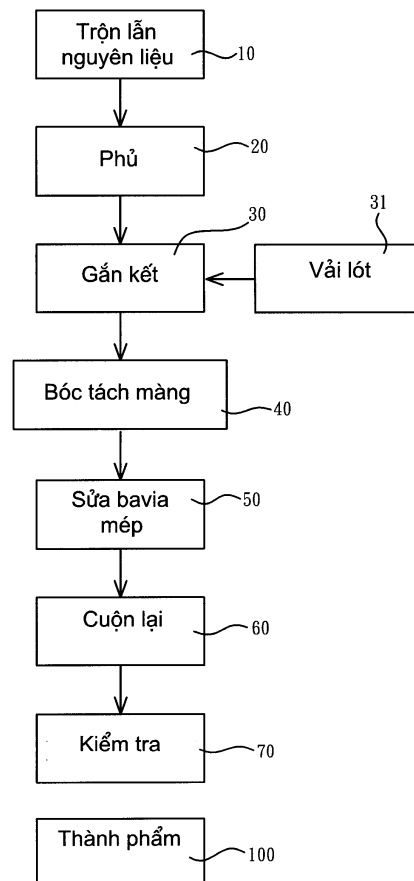 Trộn lẫn
nguyên liệu
10
Phủ
20
30
31
Gắn kết
Vải lót
Bóc tách màng
40
Sửa bavia
mép
50
Cuộn lại
60
Kiểm tra
70
Thành phẩm
100